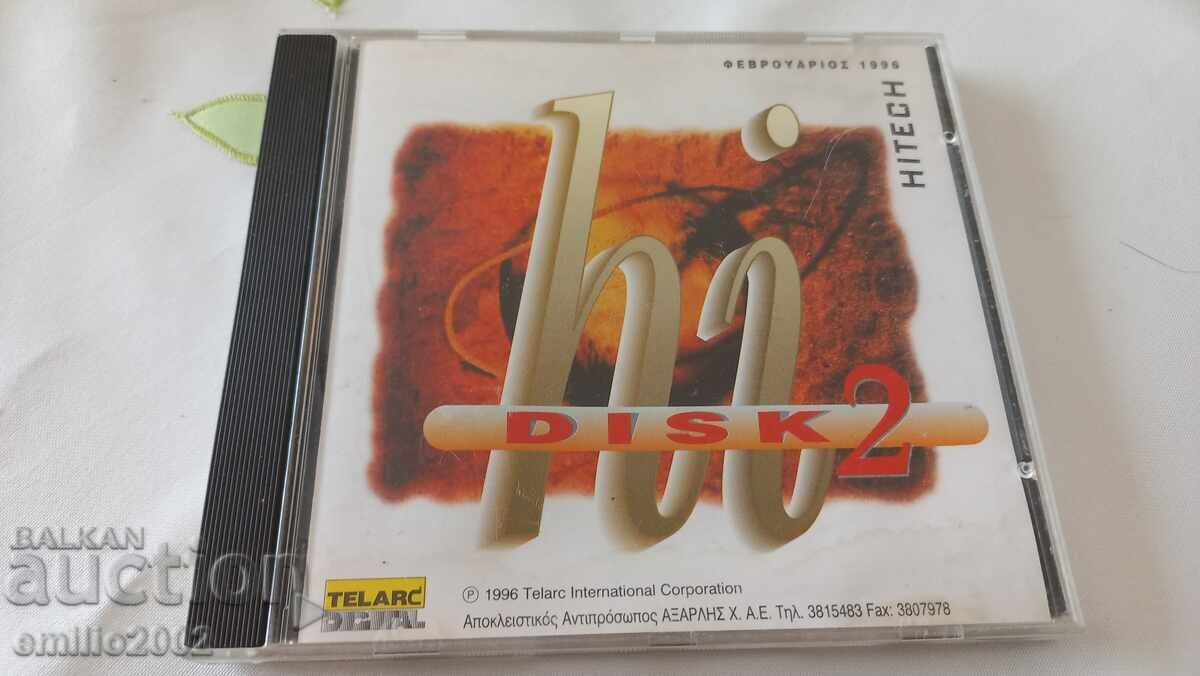 ΦΕΒΡΟΥΑΡΙΟΣ 1996
HITECH
hi
DISK 2
TELARC
DIGITAL
℗ 1996 Telarc International Corporation
Αποκλειστικός Αντιπρόσωπος ΑΞΑΡΛΗΣ Χ. Α.Ε. Τηλ. 3815483 Fax: 3807978
BALKAN
auction
emilio2002